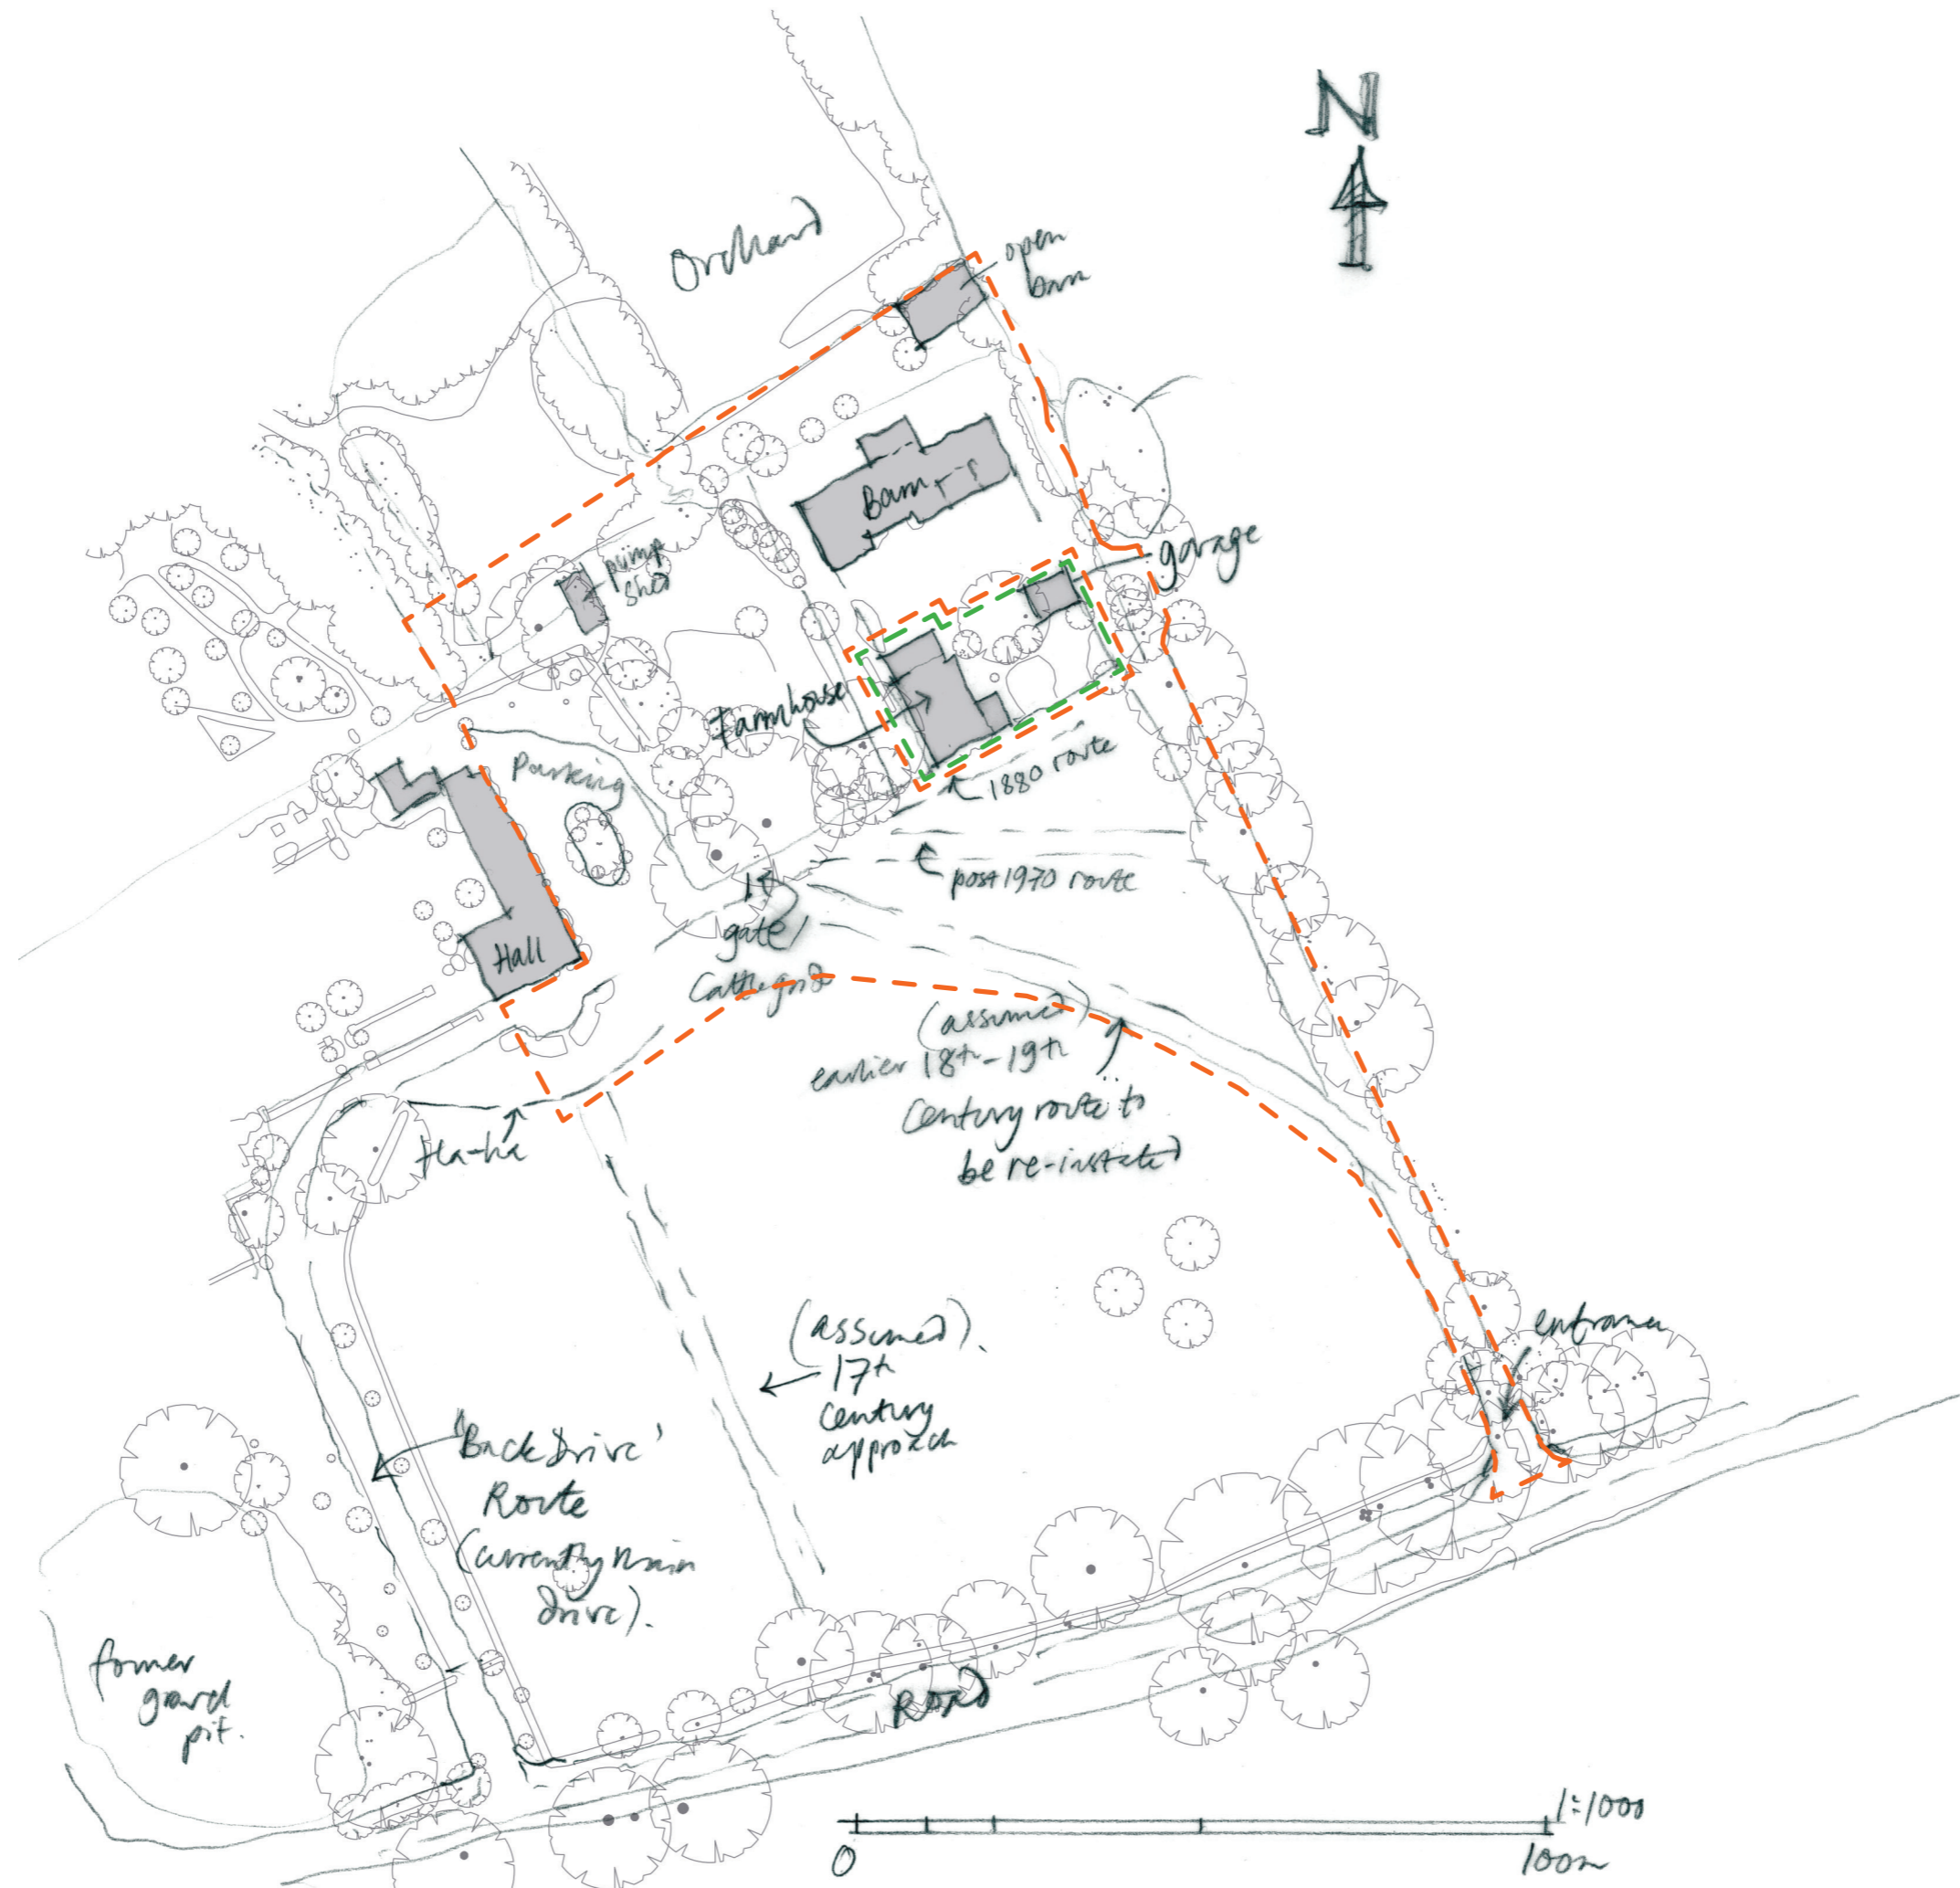 N
Orchard
open
barn
Barn
garage
pump
shed
Farmhouse
1880 route
Parking
post 1970 route
gate/
Cattlegrid
Hall
(assumed)
earlier 18th - 19th
Century route to
be re-instated
Ha-ha
(assumed).
17th
Century
approach
entrance
'Back Drive'
Route
(currently main
drive).
former
gravel
pit.
ROAD
1:1000
0
100m